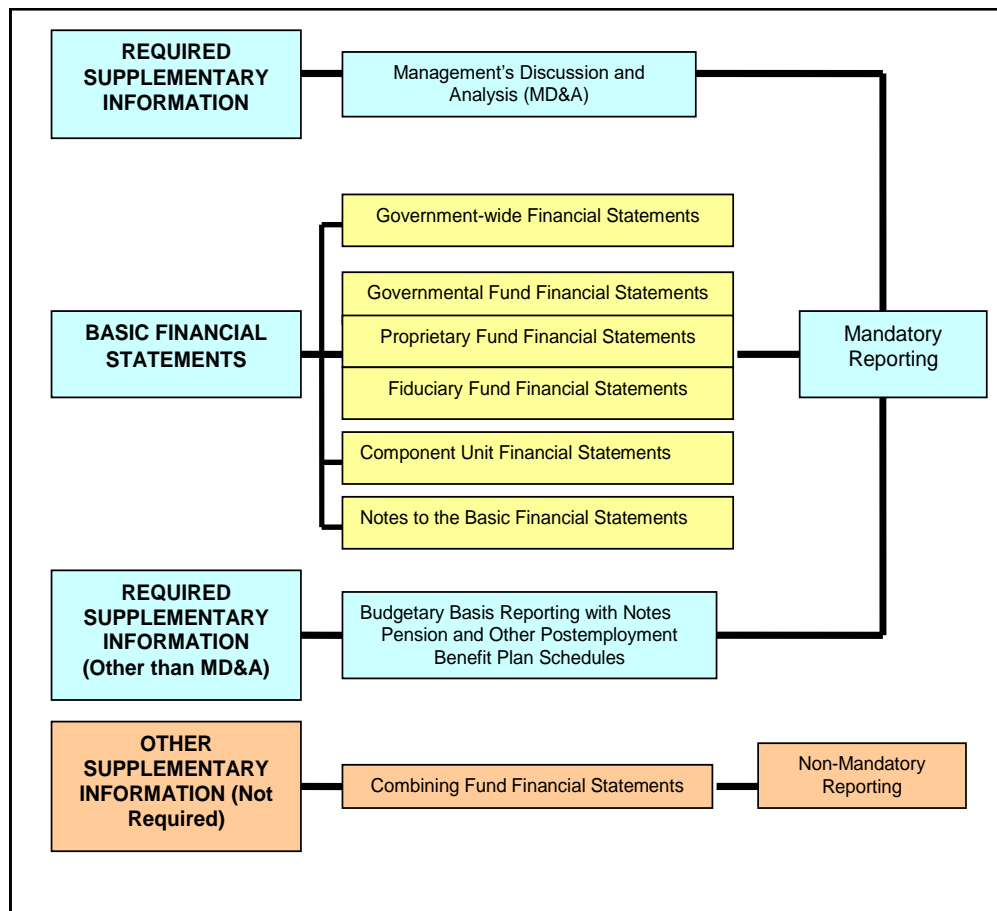 REQUIRED
SUPPLEMENTARY
INFORMATION
Management's Discussion and
Analysis (MD&A)
Government-wide Financial Statements
Governmental Fund Financial Statements
BASIC FINANCIAL
STATEMENTS
Proprietary Fund Financial Statements
Mandatory
Reporting
Fiduciary Fund Financial Statements
Component Unit Financial Statements
Notes to the Basic Financial Statements
REQUIRED
SUPPLEMENTARY
INFORMATION
(Other than MD&A)
Budgetary Basis Reporting with Notes
Pension and Other Postemployment
Benefit Plan Schedules
OTHER
SUPPLEMENTARY
INFORMATION (Not
Required)
Combining Fund Financial Statements
Non-Mandatory
Reporting